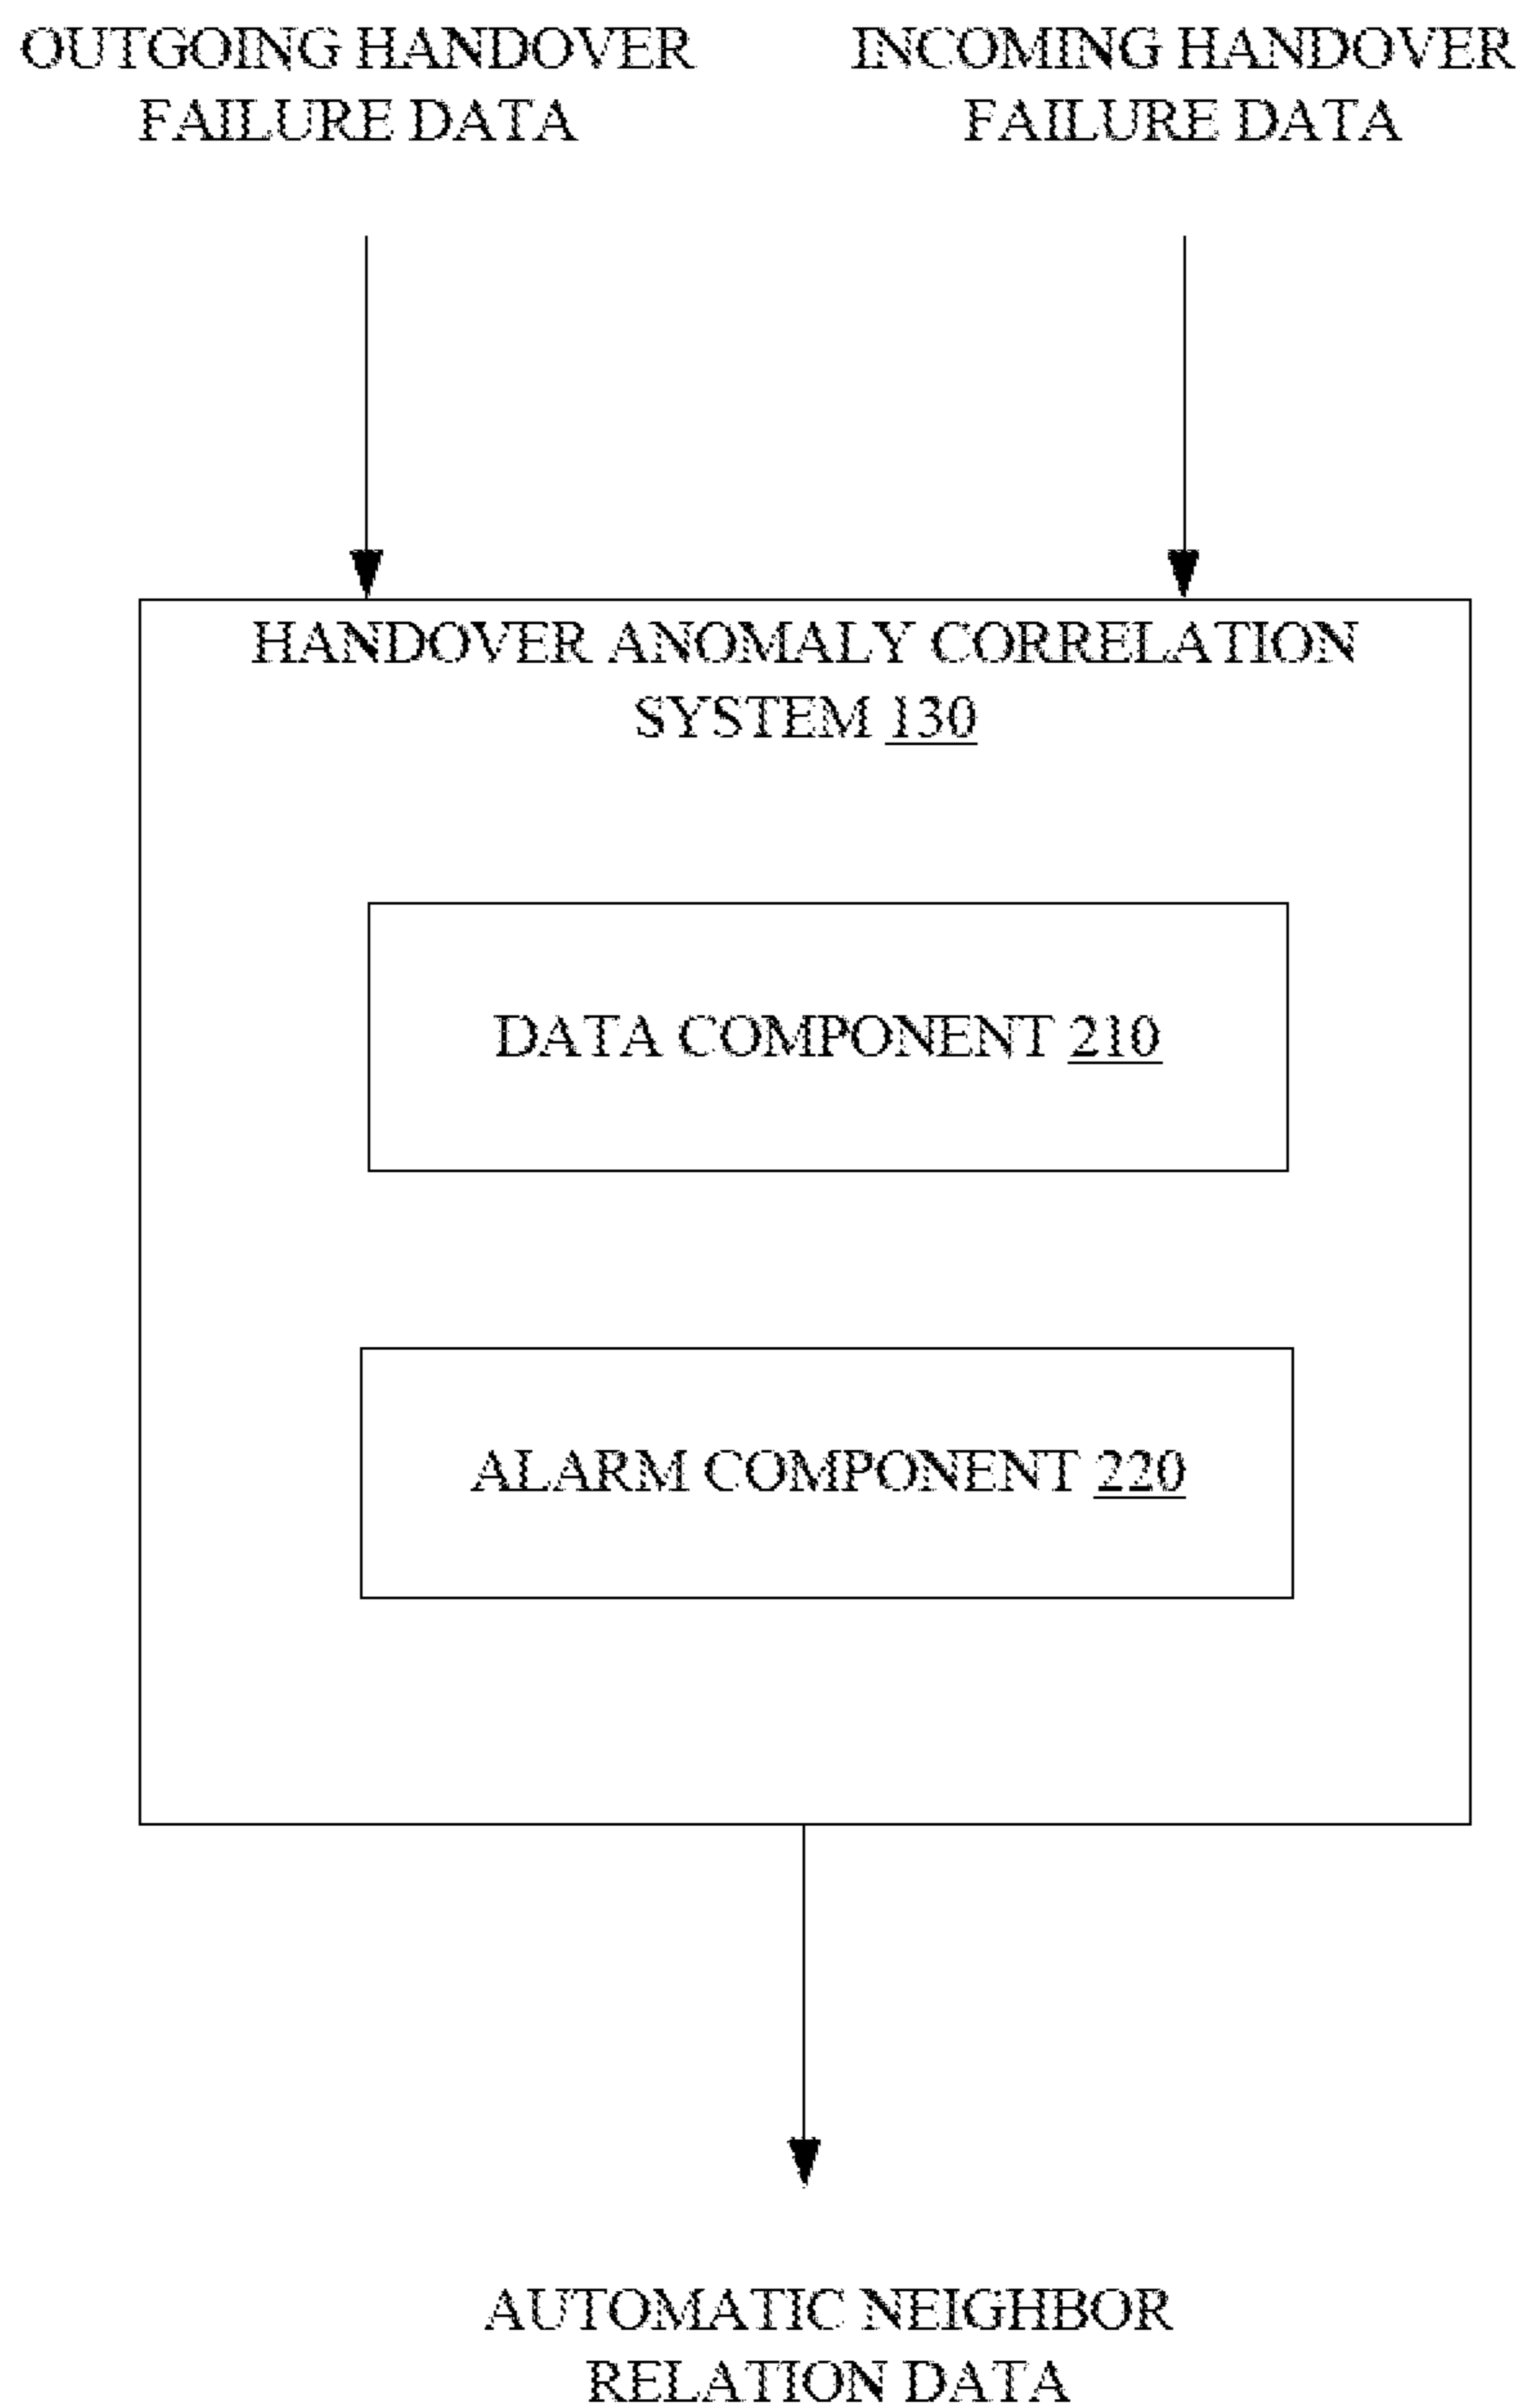 OUTGOING HANDOVER
FAILURE DATA
INCOMING HANDOVER
FAILURE DATA
HANDOVER ANOMALY CORRELATION
SYSTEM 130
DATA COMPONENT 210
ALARM COMPONENT 220
AUTOMATIC NEIGHBOR
RELATION DATA